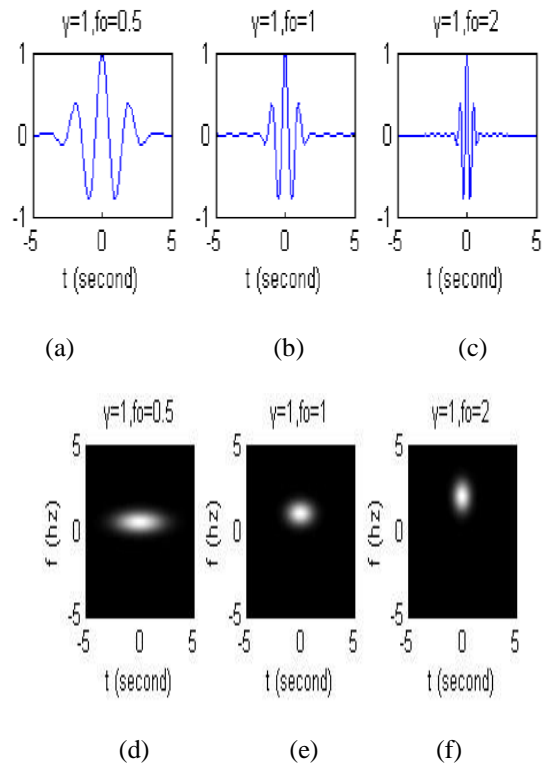 γ=1,fo=0.5 γ=1,fo=1 γ=1,fo=2
1 1 1
0 0 0
-1 -1 -1
-5 0 5 -5 0 5 -5 0 5
t (second) t (second) t (second)
(a) (b) (c)
γ=1,fo=0.5 γ=1,fo=1 γ=1,fo=2
5 5 5
f (hz) 0 f (hz) 0 f (hz) 0
-5 -5 -5
-5 0 5 -5 0 5 -5 0 5
t (second) t (second) t (second)
(d) (e) (f)